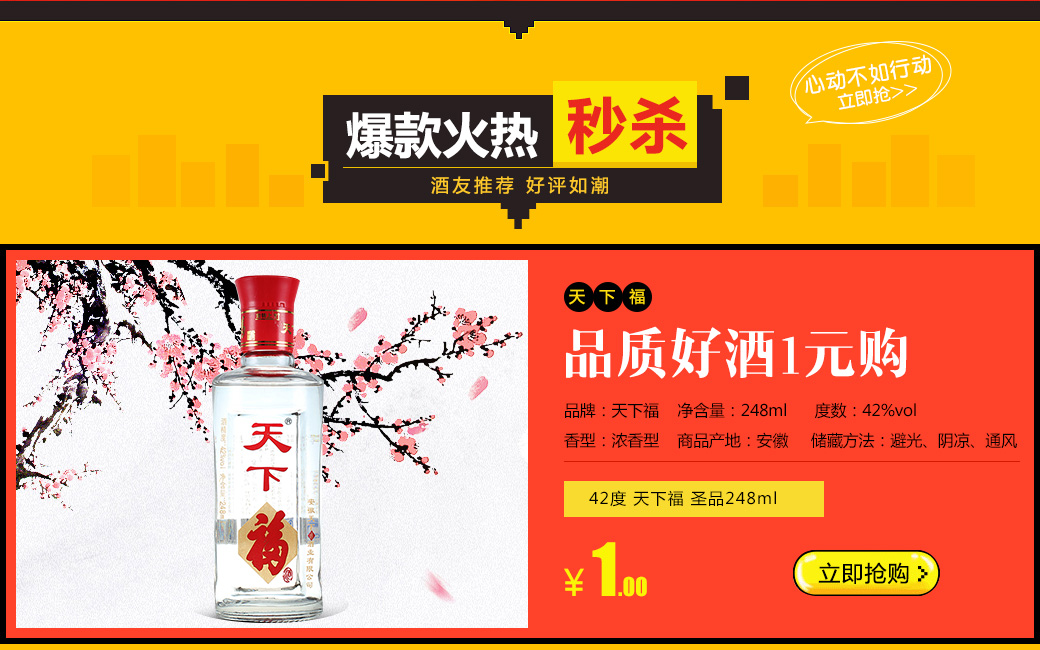 心动不如行动
立即抢>>
爆款火热 秒杀
酒友推荐 好评如潮
天下福
品质好酒1元购
品牌：天下福 净含量：248ml 度数：42%vol
香型：浓香型 商品产地：安徽 储藏方法：避光、阴凉、通风
42度 天下福 圣品248ml
¥1.00
立即抢购
天
下
福